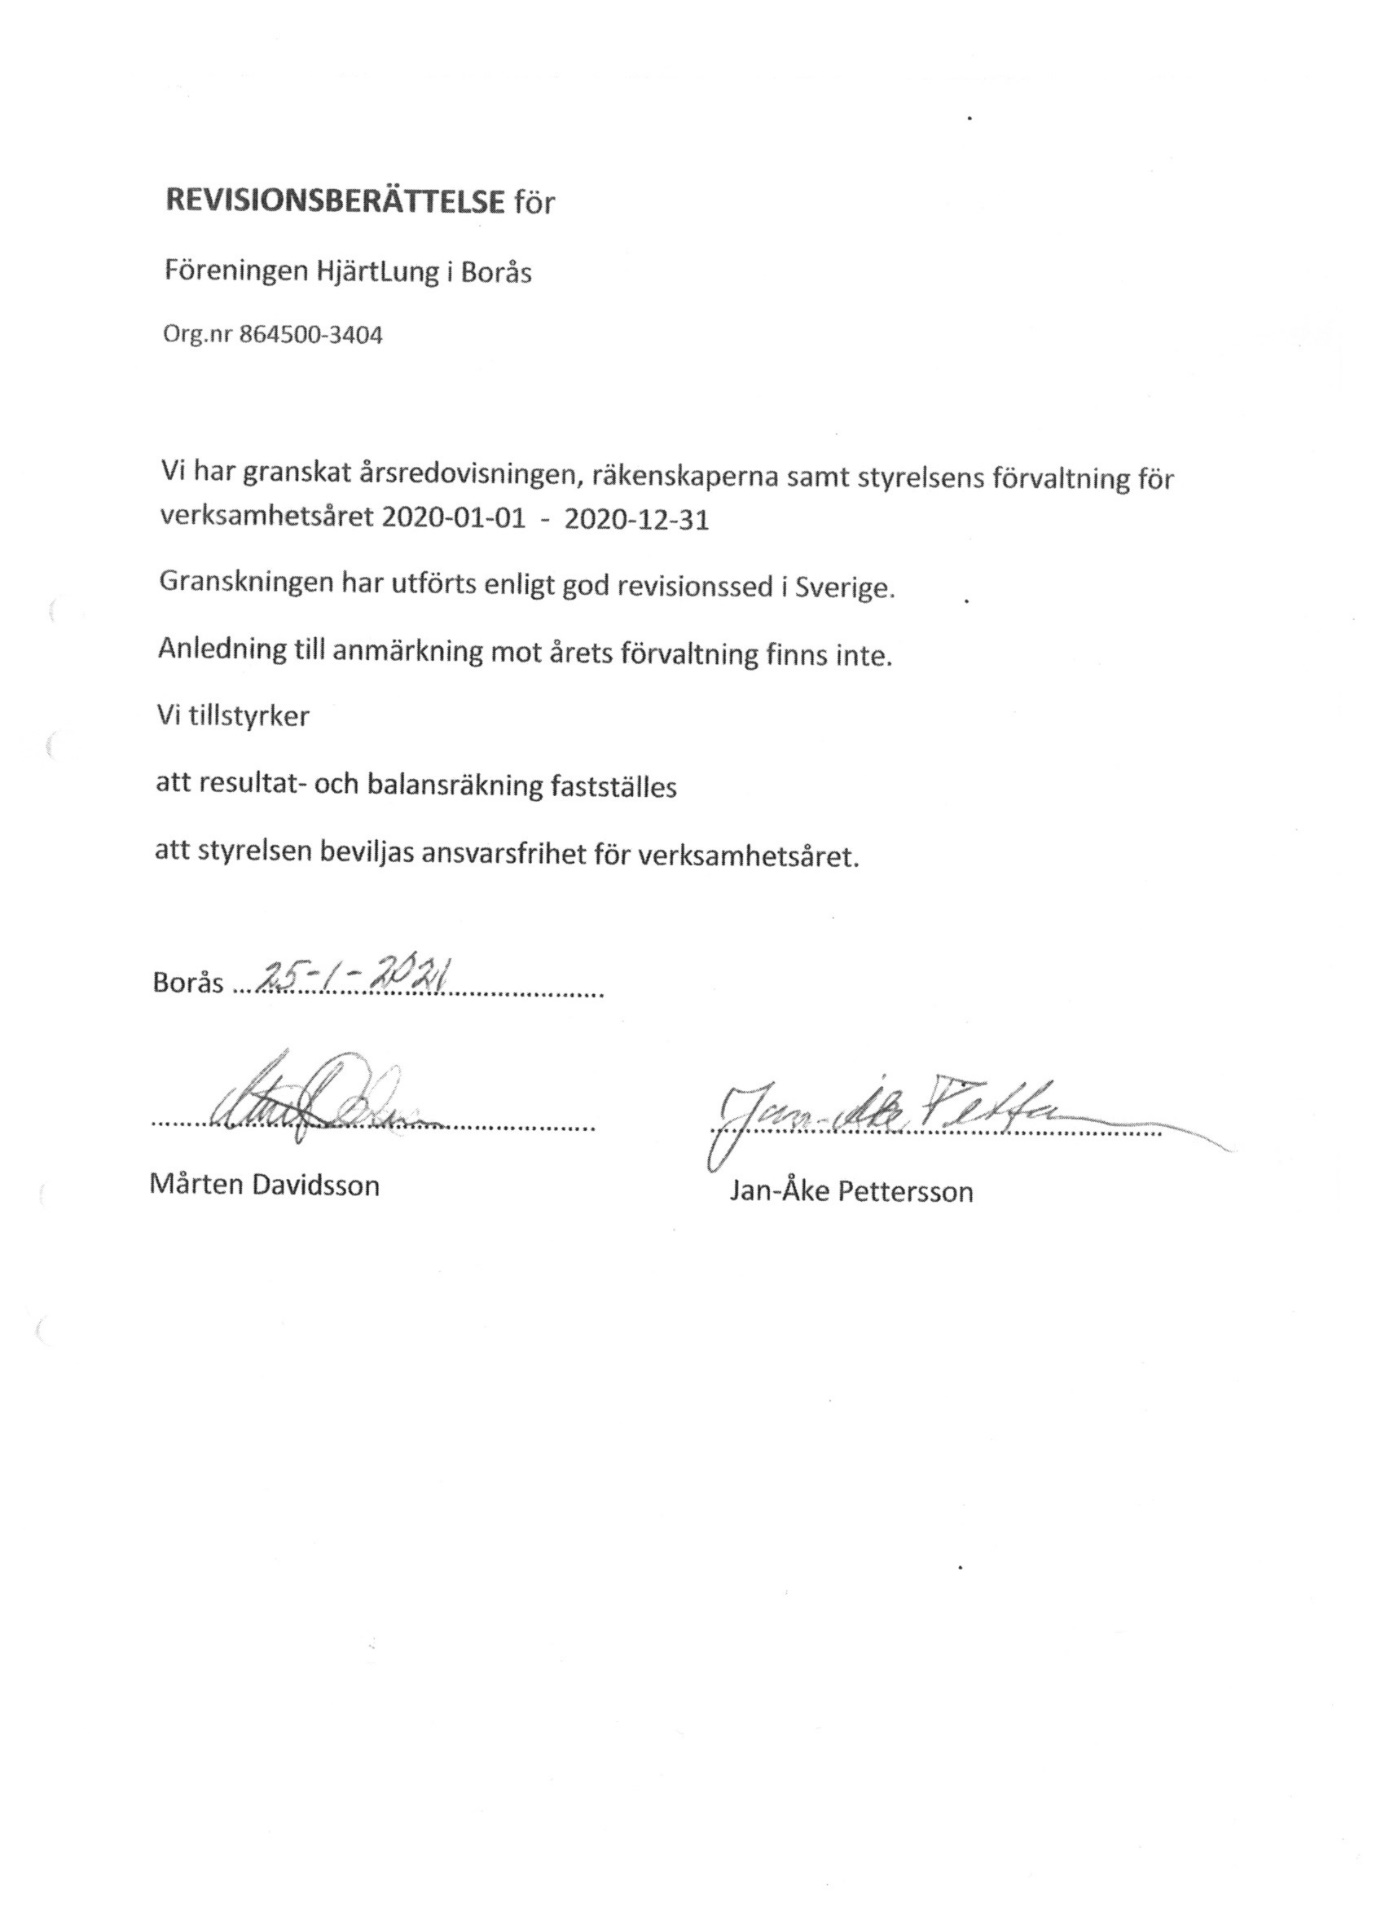 REVISIONSBERÄTTELSE för
Föreningen HjärtLung i Borås
Org.nr 864500-3404
Vi har granskat årsredovisningen, räkenskaperna samt styrelsens förvaltning för
verksamhetsåret 2020-01-01 - 2020-12-31
Granskningen har utförts enligt god revisionssed i Sverige.
Anledning till anmärkning mot årets förvaltning finns inte.
Vi tillstyrker
att resultat- och balansräkning fastställes
att styrelsen beviljas ansvarsfrihet för verksamhetsåret.
Borås ...25-1-2021
Jan-Åke
Mårten Davidsson Jan-Åke Pettersson